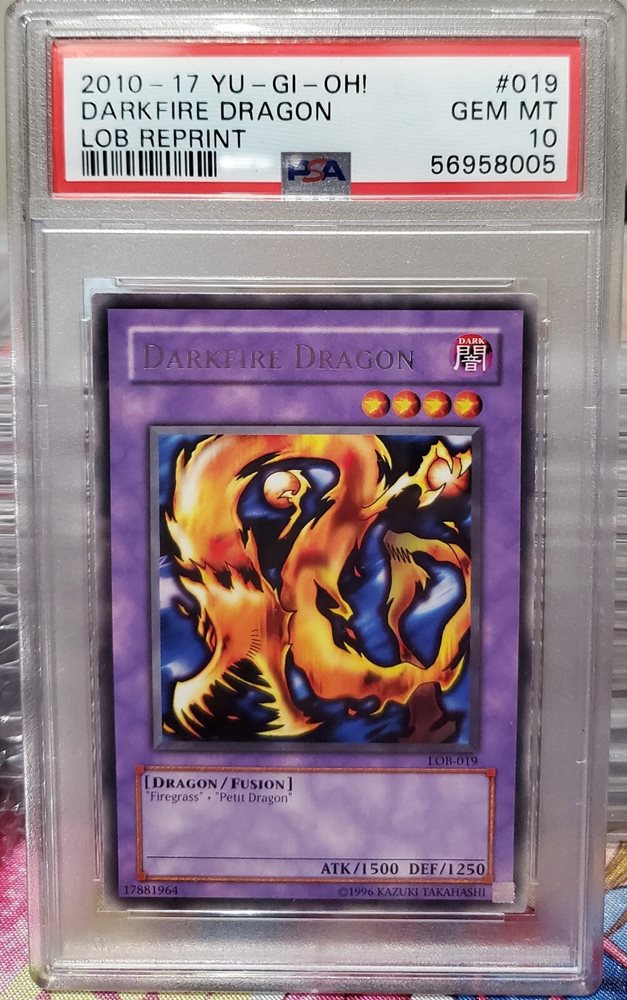 2010-17 YU-GI-OH! #019
DARKFIRE DRAGON GEM MT
LOB REPRINT 10
PSA 56958005
DARKFIRE DRAGON
DARK
闇
LOB-019
[DRAGON/FUSION]
"Firegrass" + "Petit Dragon"
ATK/1500 DEF/1250
17881964 ©1996 KAZUKI TAKAHASHI